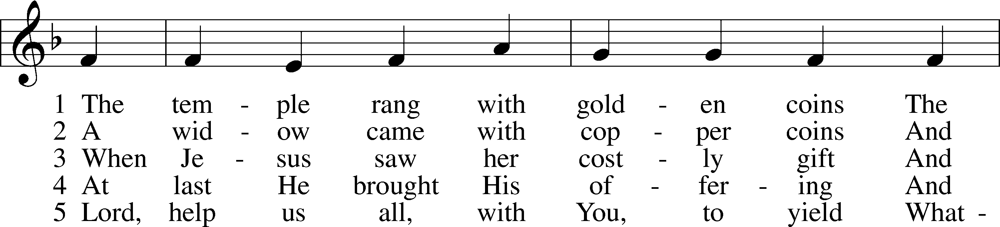 1 The tem - ple rang with gold - en coins The
2 A wid - ow came with cop - per coins And
3 When Je - sus saw her cost - ly gift And
4 At last He brought His of - fer - ing And
5 Lord, help us all, with You, to yield What -